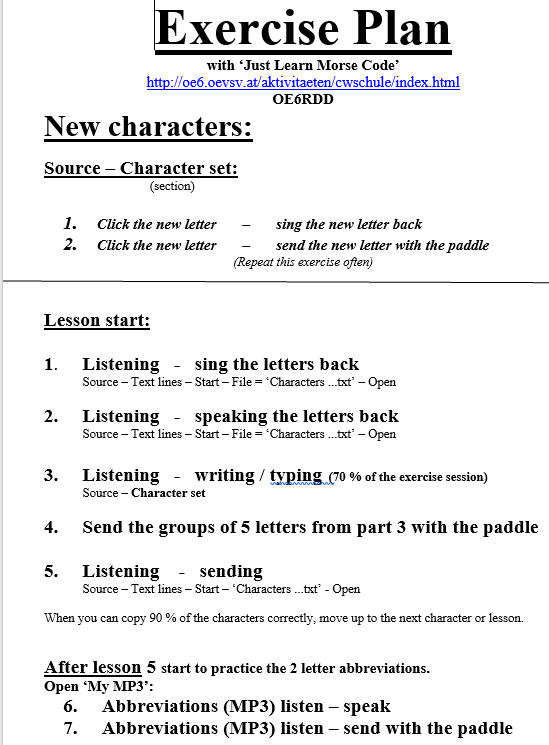 Exercise Plan
with ‘Just Learn Morse Code’
http://oe6.oevsv.at/aktivitaeten/cwschule/index.html
OE6RDD
New characters:
Source – Character set:
(section)
1. Click the new letter – sing the new letter back
2. Click the new letter – send the new letter with the paddle
(Repeat this exercise often)
Lesson start:
1. Listening - sing the letters back
Source – Text lines – Start – File = ‘Characters ...txt’ – Open
2. Listening - speaking the letters back
Source – Text lines – Start – File = ‘Characters ...txt’ – Open
3. Listening - writing / typing (70 % of the exercise session)
Source – Character set
4. Send the groups of 5 letters from part 3 with the paddle
5. Listening - sending
Source – Text lines – Start – ‘Characters ...txt’ - Open
When you can copy 90 % of the characters correctly, move up to the next character or lesson.
After lesson 5 start to practice the 2 letter abbreviations.
Open ‘My MP3’:
6. Abbreviations (MP3) listen – speak
7. Abbreviations (MP3) listen – send with the paddle